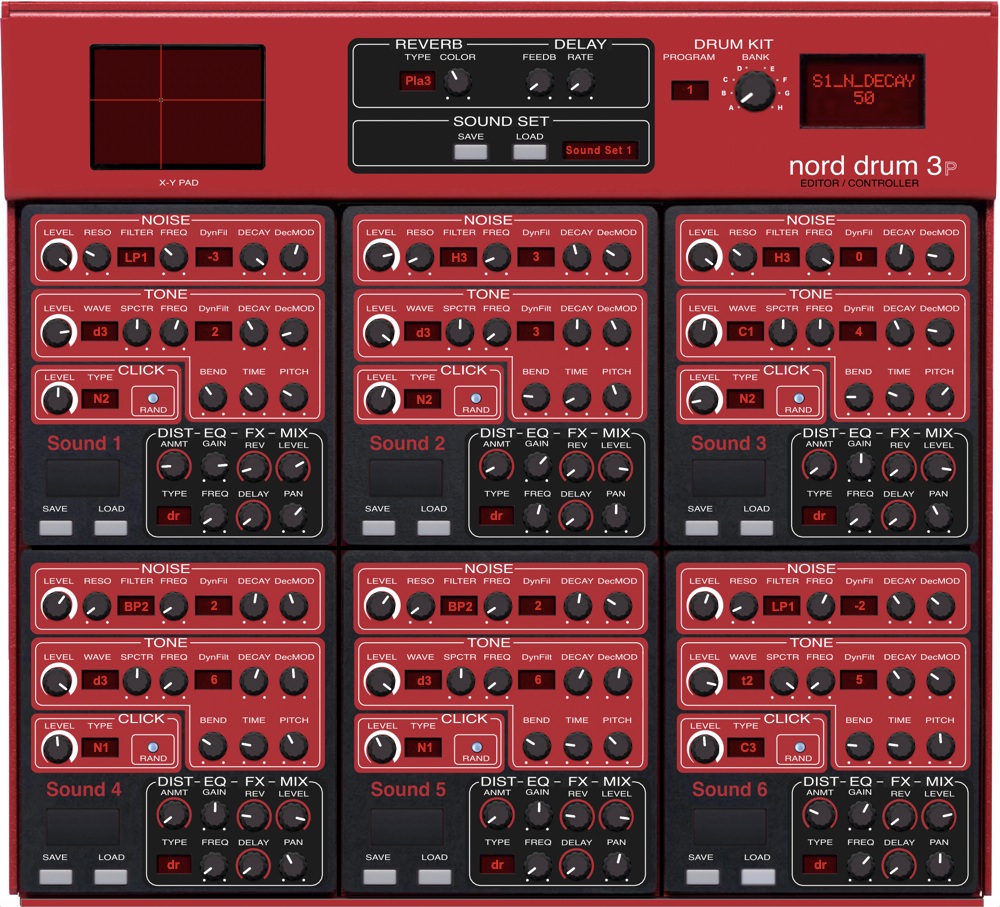 REVERB DELAY
TYPE COLOR FEEDB RATE
Pla3
DRUM KIT
PROGRAM BANK
1
A B C D E F G H
S1_N_DECAY
50
SOUND SET
SAVE LOAD
Sound Set 1
X-Y PAD
nord drum 3P
EDITOR / CONTROLLER
NOISE
LEVEL RESO FILTER FREQ DynFil DECAY DecMOD
LP1 -3
TONE
LEVEL WAVE SPCTR FREQ DynFilt DECAY DecMOD
d3 2
CLICK
LEVEL TYPE BEND TIME PITCH
N2
RAND
Sound 1
DIST EQ FX MIX
ANMT GAIN REV LEVEL
TYPE FREQ DELAY PAN
dr
SAVE LOAD
NOISE
LEVEL RESO FILTER FREQ DynFil DECAY DecMOD
H3 3
TONE
LEVEL WAVE SPCTR FREQ DynFilt DECAY DecMOD
d3 3
CLICK
LEVEL TYPE BEND TIME PITCH
N2
RAND
Sound 2
DIST EQ FX MIX
ANMT GAIN REV LEVEL
TYPE FREQ DELAY PAN
dr
SAVE LOAD
NOISE
LEVEL RESO FILTER FREQ DynFil DECAY DecMOD
H3 0
TONE
LEVEL WAVE SPCTR FREQ DynFilt DECAY DecMOD
C1 4
CLICK
LEVEL TYPE BEND TIME PITCH
N2
RAND
Sound 3
DIST EQ FX MIX
ANMT GAIN REV LEVEL
TYPE FREQ DELAY PAN
dr
SAVE LOAD
NOISE
LEVEL RESO FILTER FREQ DynFil DECAY DecMOD
BP2 2
TONE
LEVEL WAVE SPCTR FREQ DynFilt DECAY DecMOD
d3 6
CLICK
LEVEL TYPE BEND TIME PITCH
N1
RAND
Sound 4
DIST EQ FX MIX
ANMT GAIN REV LEVEL
TYPE FREQ DELAY PAN
dr
SAVE LOAD
NOISE
LEVEL RESO FILTER FREQ DynFil DECAY DecMOD
BP2 2
TONE
LEVEL WAVE SPCTR FREQ DynFilt DECAY DecMOD
d3 6
CLICK
LEVEL TYPE BEND TIME PITCH
N1
RAND
Sound 5
DIST EQ FX MIX
ANMT GAIN REV LEVEL
TYPE FREQ DELAY PAN
dr
SAVE LOAD
NOISE
LEVEL RESO FILTER FREQ DynFil DECAY DecMOD
LP1 -2
TONE
LEVEL WAVE SPCTR FREQ DynFilt DECAY DecMOD
t2 5
CLICK
LEVEL TYPE BEND TIME PITCH
C3
RAND
Sound 6
DIST EQ FX MIX
ANMT GAIN REV LEVEL
TYPE FREQ DELAY PAN
dr
SAVE LOAD